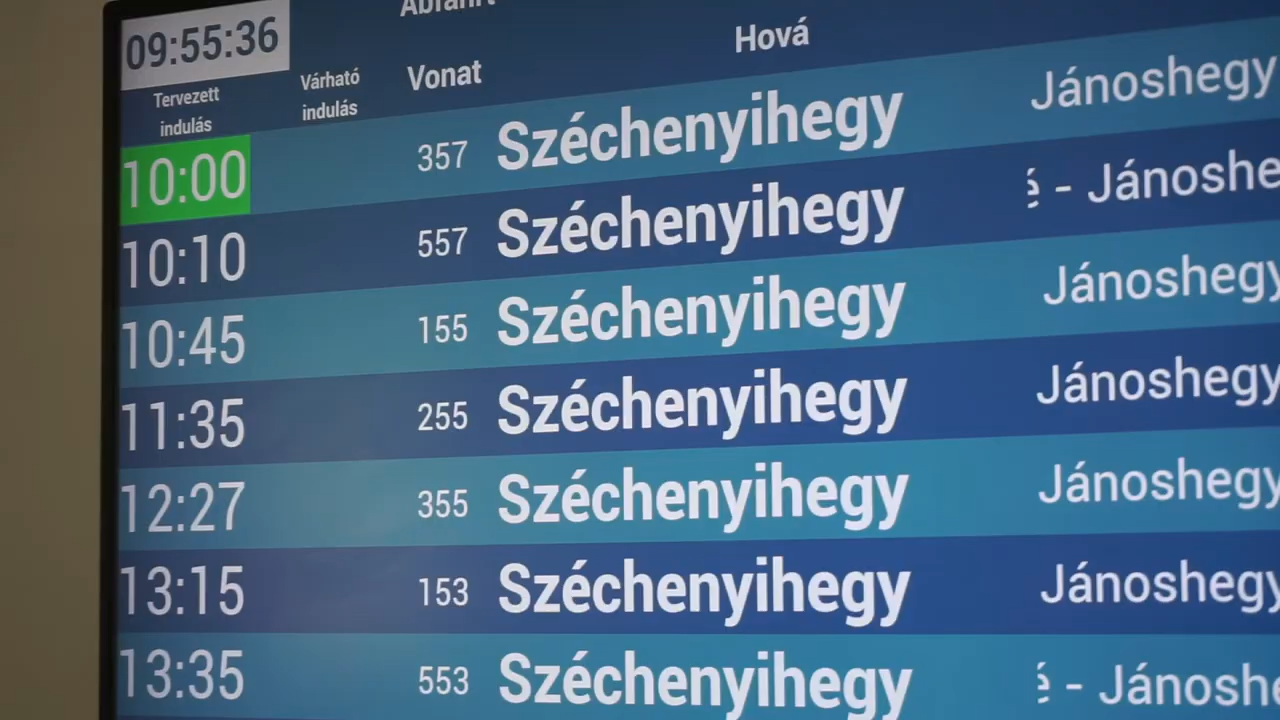 09:55:36
Vonat
Hová
Tervezett indulás
Várható indulás
10:00 357 Széchenyihegy Jánoshegy
10:10 557 Széchenyihegy é - Jánoshe
10:45 155 Széchenyihegy Jánoshegy
11:35 255 Széchenyihegy Jánoshegy
12:27 355 Széchenyihegy Jánoshegy
13:15 153 Széchenyihegy Jánoshegy
13:35 553 Széchenyihegy é - Jánosh